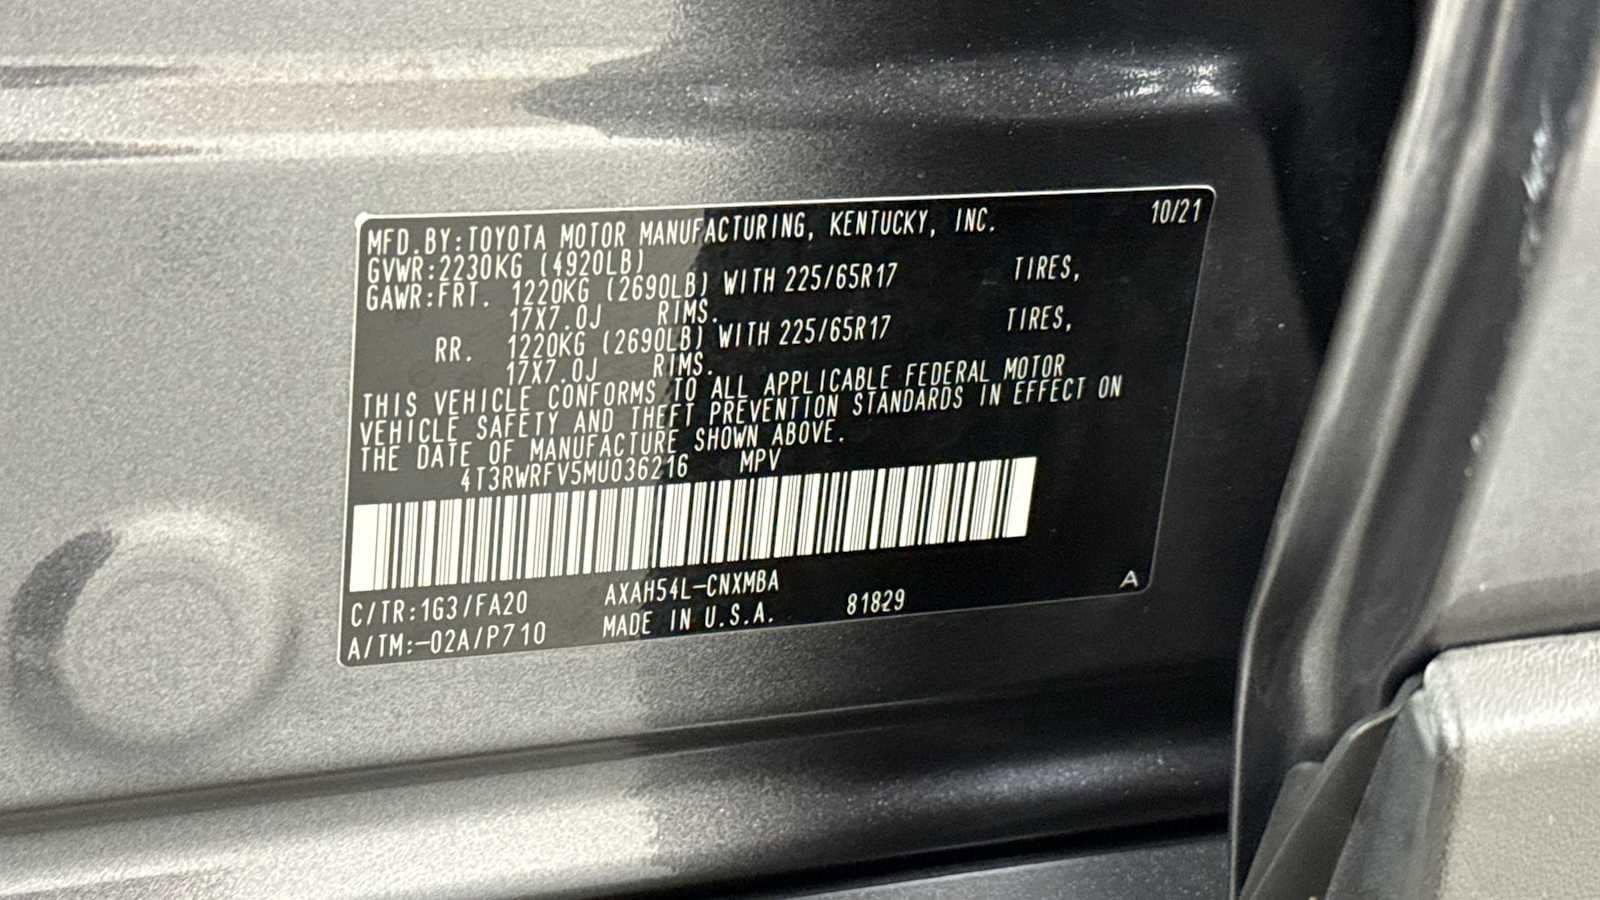 MFD.BY:TOYOTA MOTOR MANUFACTURING, KENTUCKY, INC. 10/21
GVWR:2230KG (4920LB)
GAWR:FRT. 1220KG (2690LB) WITH 225/65R17 TIRES,
17X7.0J RIMS.
RR. 1220KG (2690LB) WITH 225/65R17 TIRES,
17X7.0J RIMS.
THIS VEHICLE CONFORMS TO ALL APPLICABLE FEDERAL MOTOR
VEHICLE SAFETY AND THEFT PREVENTION STANDARDS IN EFFECT ON
THE DATE OF MANUFACTURE SHOWN ABOVE.
4T3RWRFV5MU036216 MPV
C/TR:1G3/FA20 AXAH54L-CNXMBA 81829 A
A/TM:-02A/P710 MADE IN U.S.A.